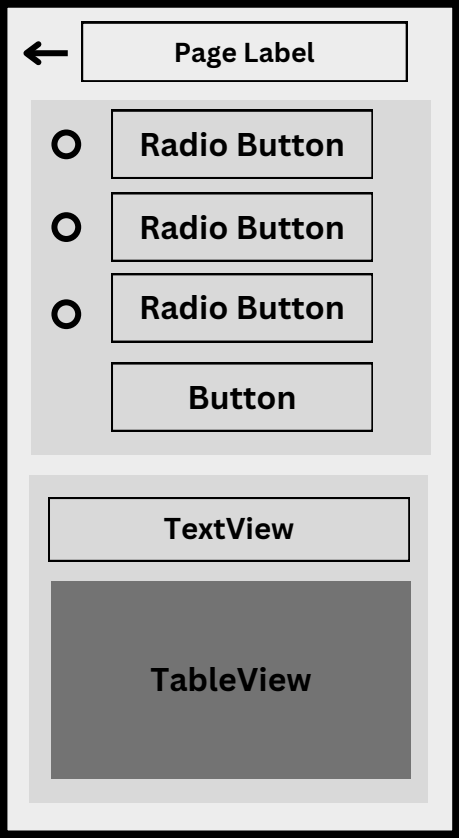 Page Label
Radio Button
Radio Button
Radio Button
Button
TextView
TableView